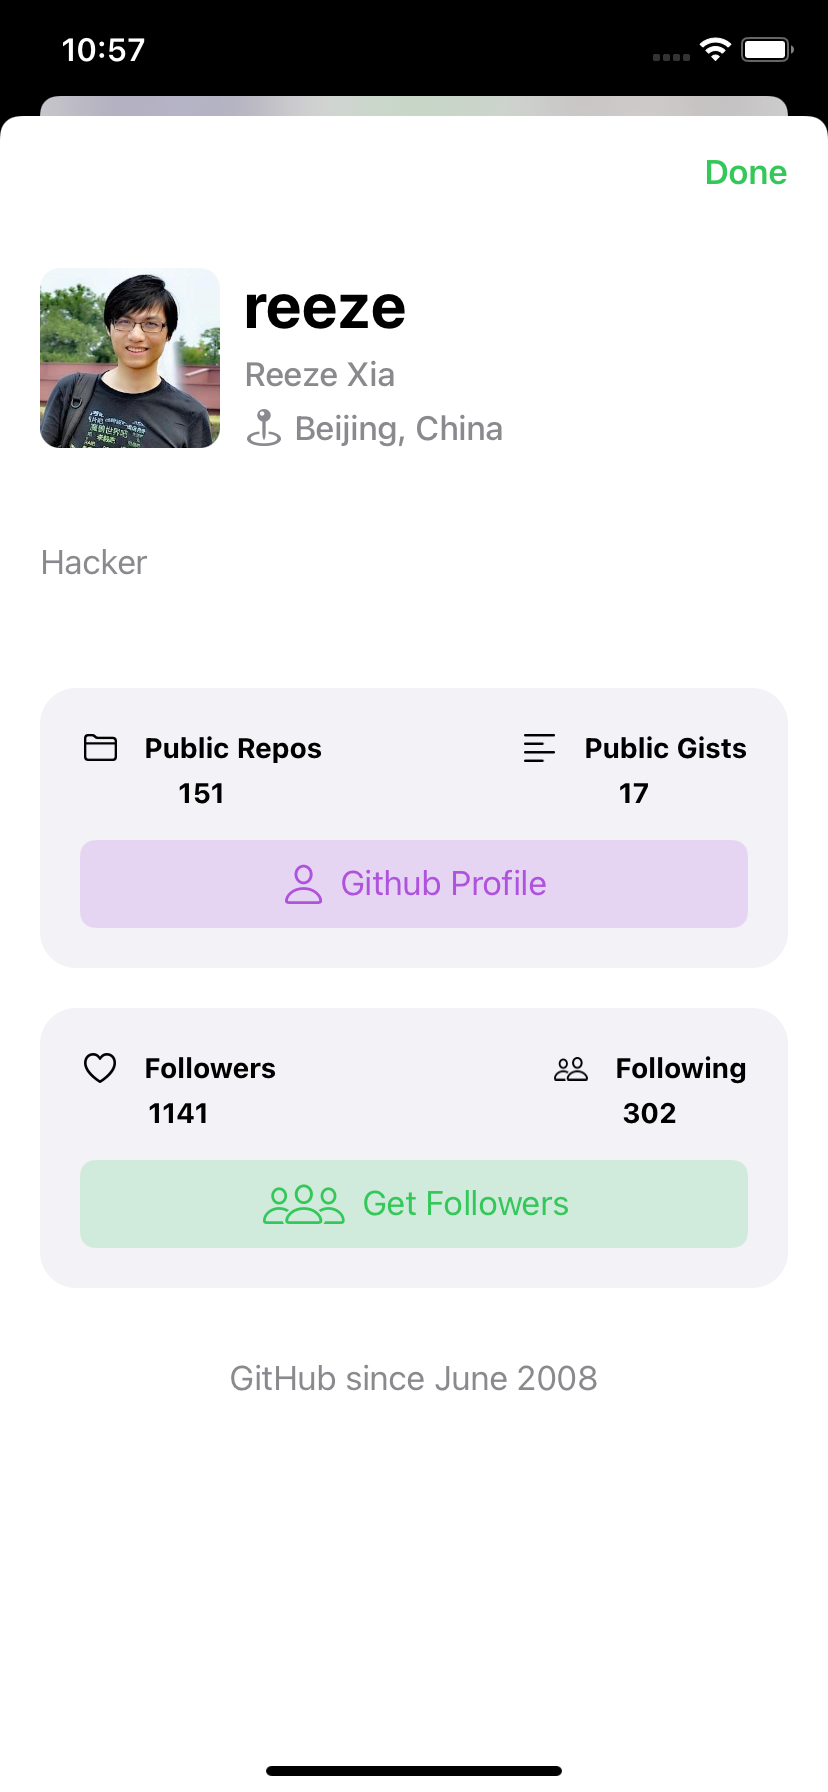 10:57
Done
reeze
Reeze Xia
Beijing, China
Hacker
Public Repos
151
Public Gists
17
Github Profile
Followers
1141
Following
302
Get Followers
GitHub since June 2008